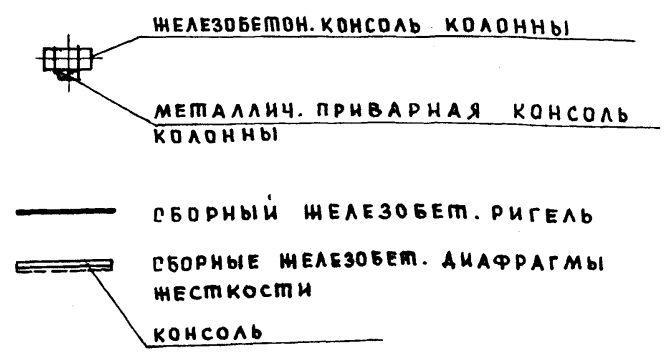 ЖЕЛЕЗОБЕТОН. КОНСОЛЬ КОЛОННЫ
МЕТАЛЛИЧ. ПРИВАРНАЯ КОНСОЛЬ
КОЛОННЫ
СБОРНЫЙ ЖЕЛЕЗОБЕТ. РИГЕЛЬ
СБОРНЫЕ ЖЕЛЕЗОБЕТ. ДИАФРАГМЫ
ЖЕСТКОСТИ
КОНСОЛЬ